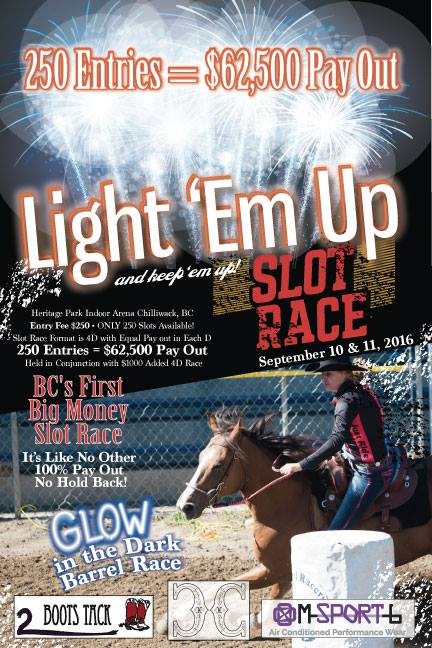 250 Entries = $62,500 Pay Out
Light 'Em Up
and keep 'em up!
SLOT
RACE
September 10 & 11, 2016
Heritage Park Indoor Arena Chilliwack, BC
Entry Fee $250 • ONLY 250 Slots Available!
Slot Race Format is 4D with Equal Pay out in Each D
250 Entries = $62,500 Pay Out
Held in Conjunction with $1000 Added 4D Race
BC's First
Big Money
Slot Race
It's Like No Other
100% Pay Out
No Hold Back!
GLOW
in the Dark
Barrel Race
2 BOOTS TACK
M-SPORT-6
Air Conditioned Performance Wear